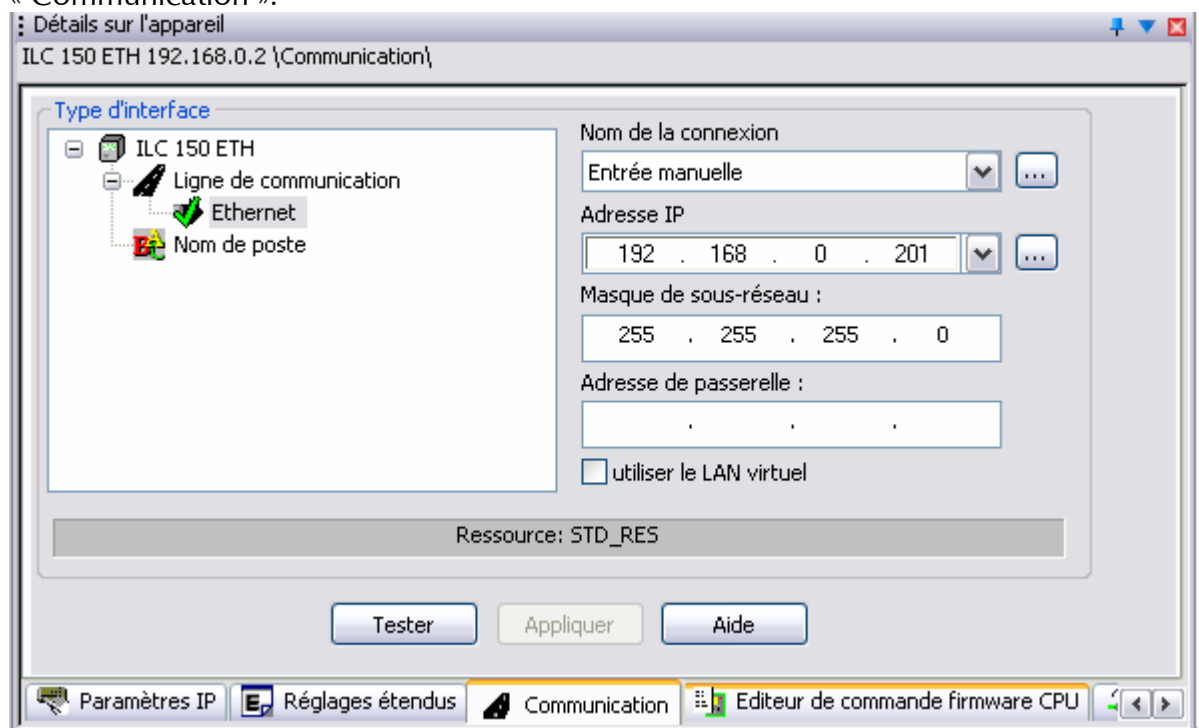 « Communication ».
Détails sur l'appareil
ILC 150 ETH 192.168.0.2 \Communication\
Type d'interface
ILC 150 ETH
Ligne de communication
Ethernet
Nom de poste
Nom de la connexion
Entrée manuelle
...
Adresse IP
192 . 168 . 0 . 201
...
Masque de sous-réseau :
255 . 255 . 255 . 0
Adresse de passerelle :
. . .
utiliser le LAN virtuel
Ressource: STD_RES
Tester Appliquer Aide
Paramètres IP Réglages étendus Communication Editeur de commande firmware CPU